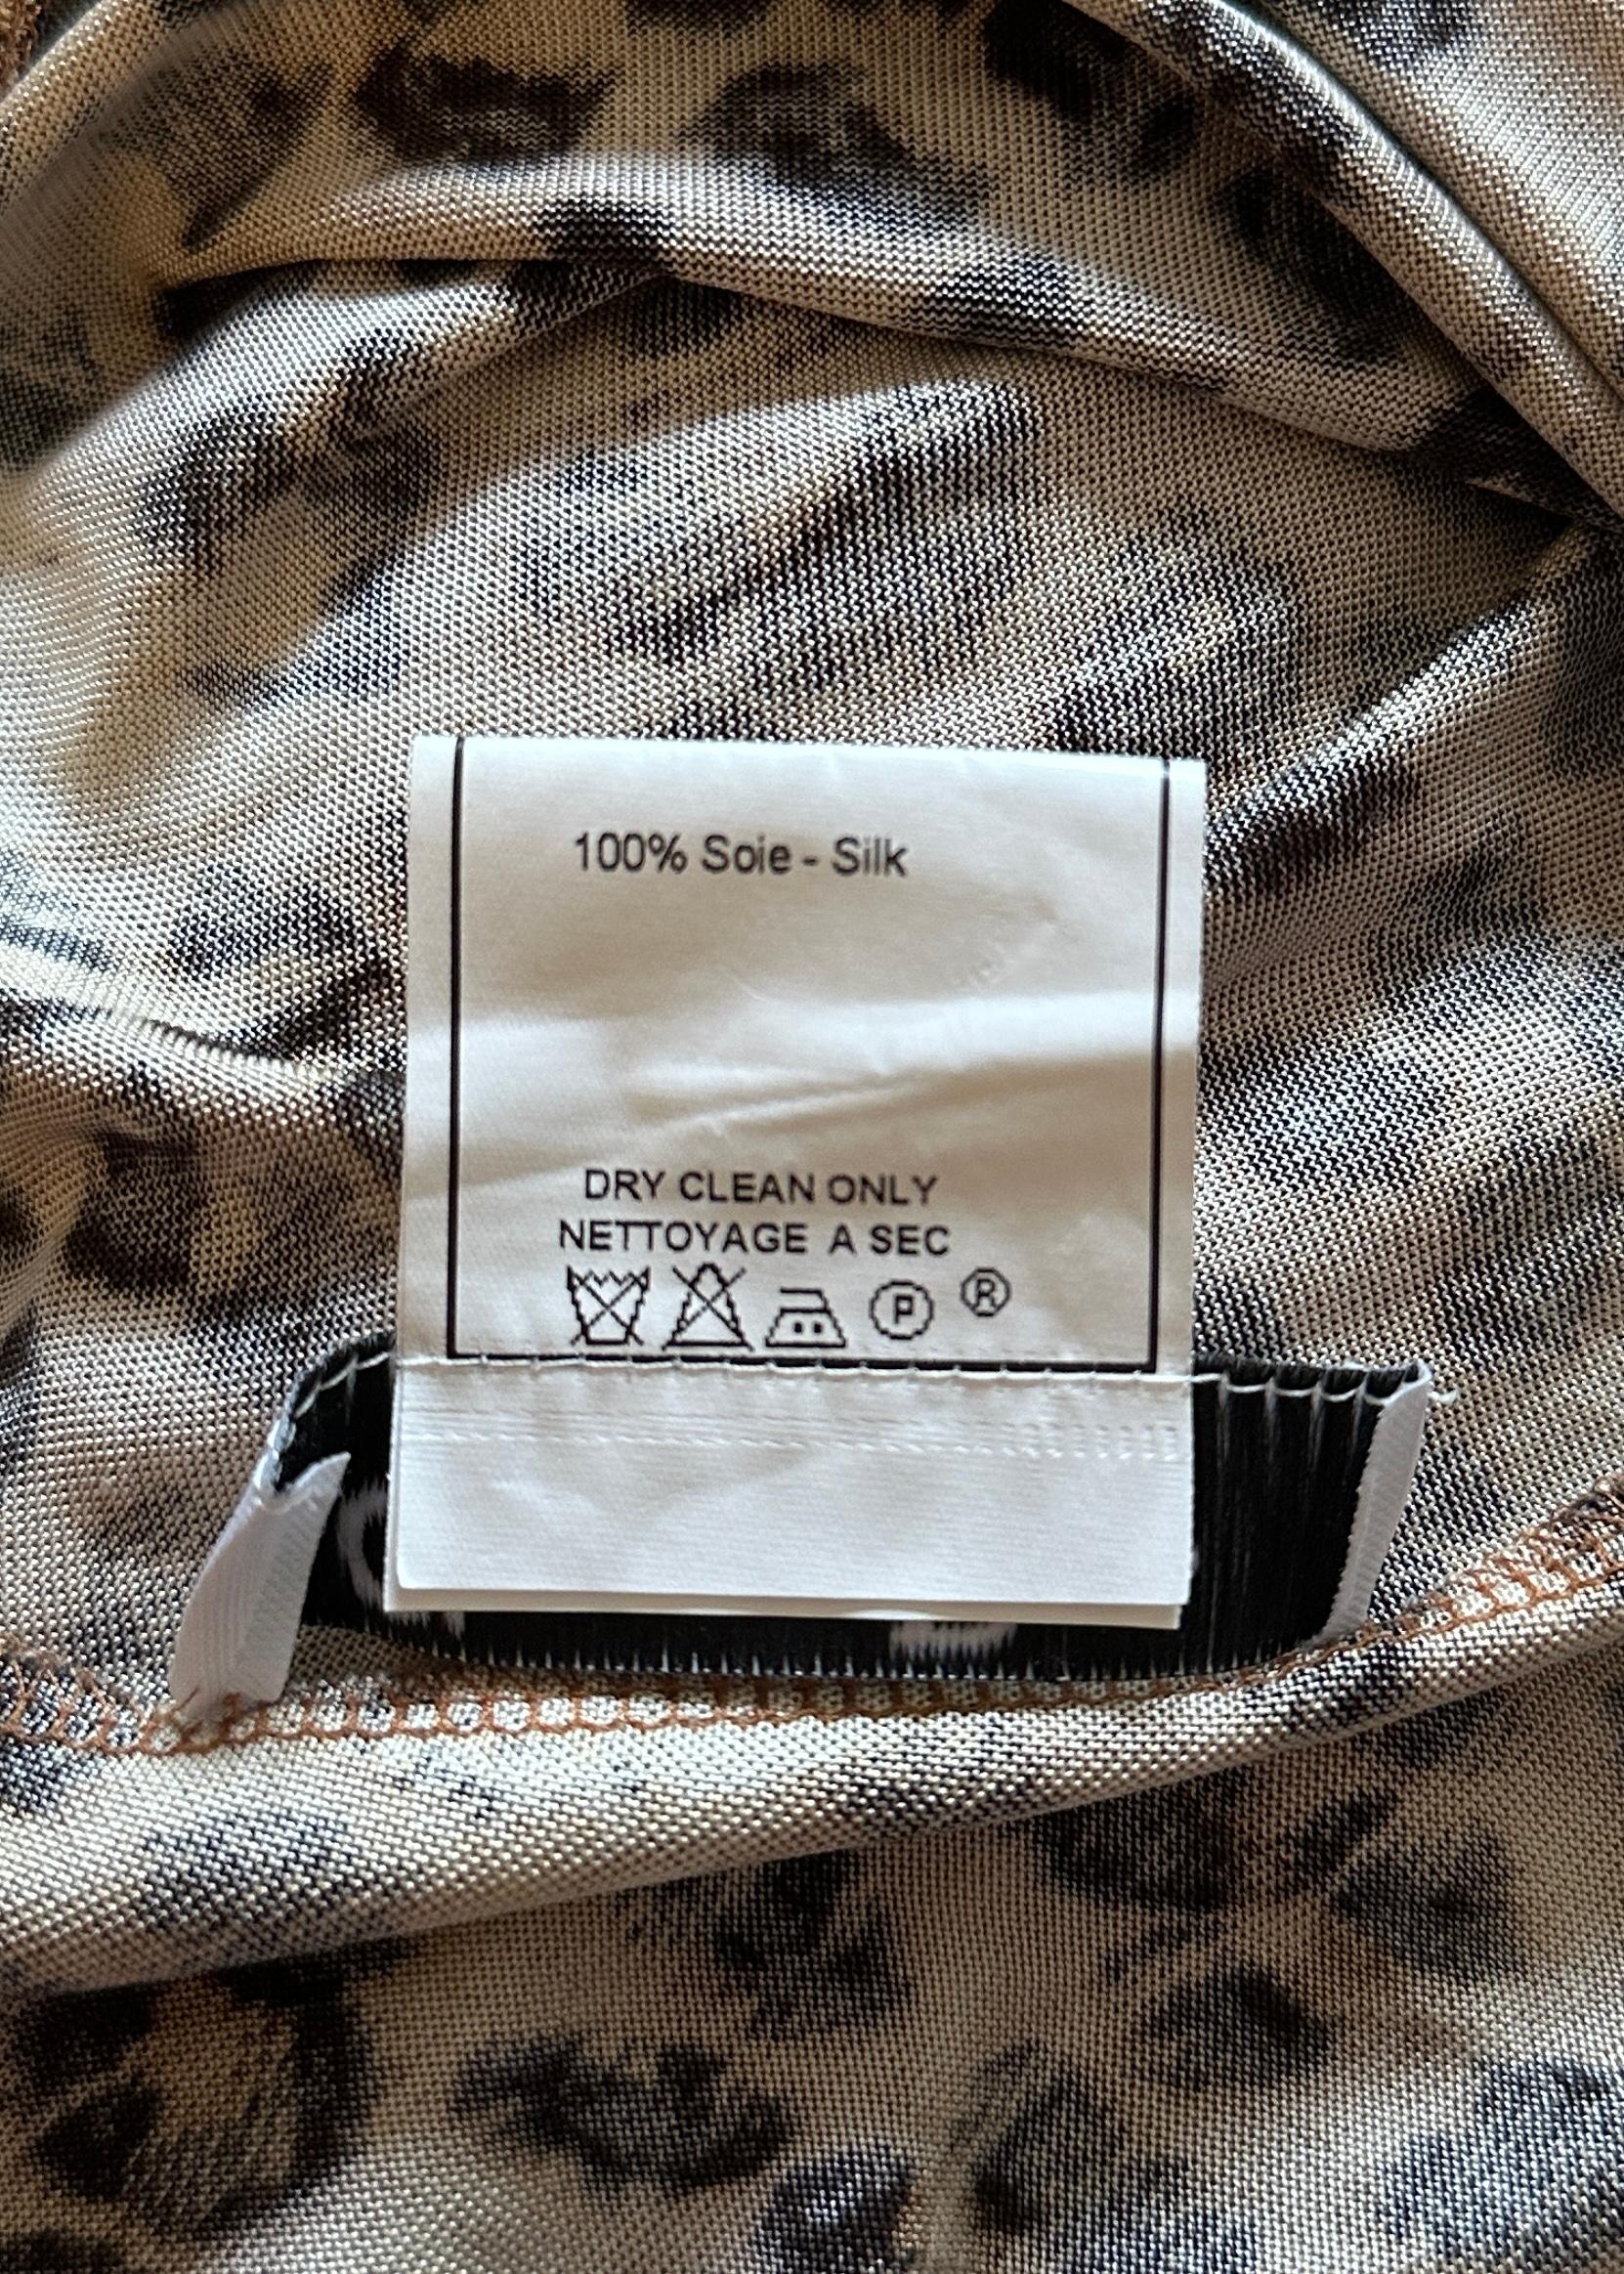 100% Soie - Silk
DRY CLEAN ONLY
NETTOYAGE A SEC
P ®